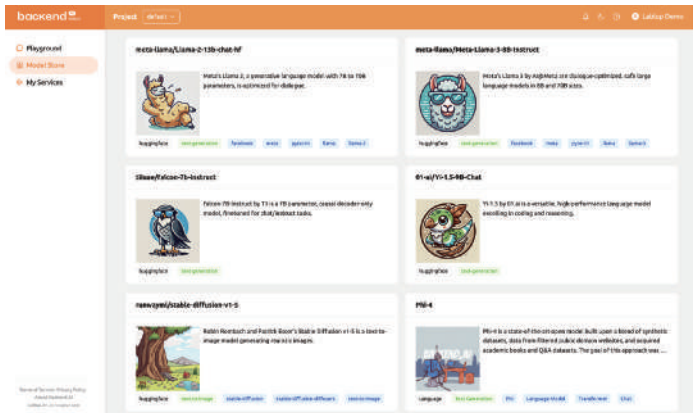 backend
Project default
Lablup Demo
Playground
Model Store
My Services
meta-llama/Llama-2-13b-chat-hf
Meta's Llama 2, a generative language model with 7B to 70B
parameters, is optimized for dialogue.
huggingface text-generation facebook meta pytorch llama llama-2
meta-llama/Meta-Llama-3-8B-Instruct
Meta's Llama 3 by are dialogue-optimized, safe large
language models in 8B and 70B sizes.
huggingface text-generation facebook meta pytorch llama llama-3
tiiuae/falcon-7b-instruct
Falcon-7B-Instruct by TII is a 7B parameter, causal decoder-only
model, finetuned for chat/instruct tasks.
huggingface text-generation
01-ai/Yi-1.5-9B-Chat
Yi-1.5 by 01.ai is a versatile, high performance language model
excelling in coding and reasoning.
huggingface text-generation
runwayml/stable-diffusion-v1-5
Robin Rombach and Patrick Esser's Stable Diffusion v1-5 is a text-to-
image model generating realistic images.
huggingface text-to-image stable-diffusion stable-diffusion-diffusers text-to-image
Phi-4
Phi-4 is a state-of-the-art open model built upon a blend of synthetic
datasets, data from filtered public domain websites, and acquired
academic books and Q&A datasets. The goal of this approach was ...
Language Text Generation Phi Language Model Transformer Chat
Terms of Service Privacy Policy
About Backend.AI